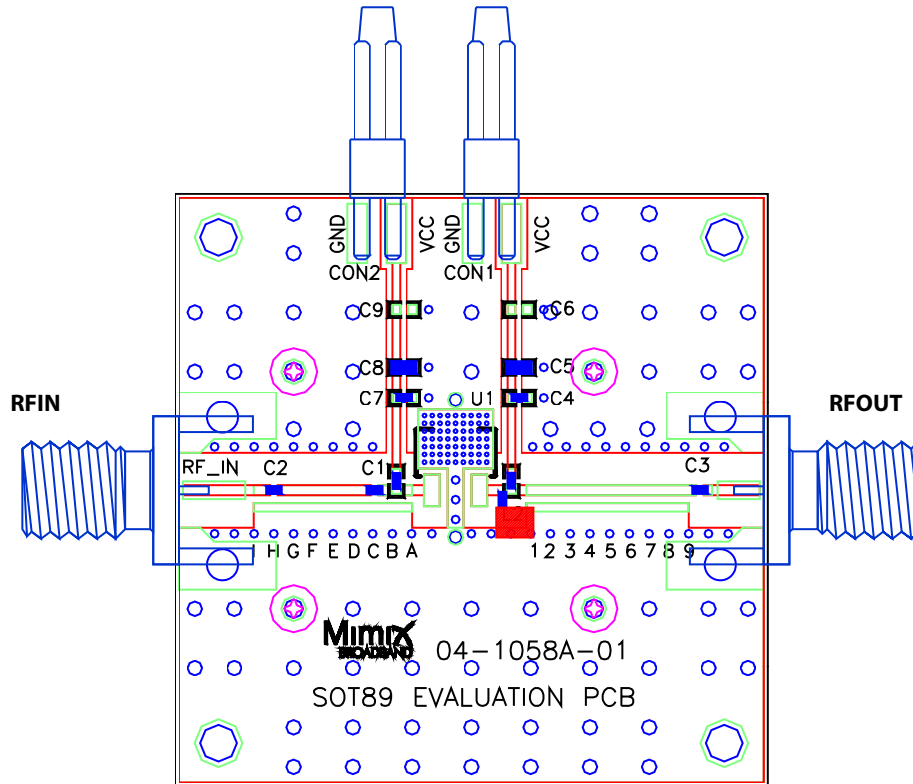 GND
VCC
GND
VCC
CON2
CON1
C9
C6
C8
C5
C7
U1
C4
RFIN
RFOUT
RF_IN
C2
C1
C3
H G F E D C B A
1 2 3 4 5 6 7 8 9
Mimix
BROADBAND
04-1058A-01
SOT89 EVALUATION PCB